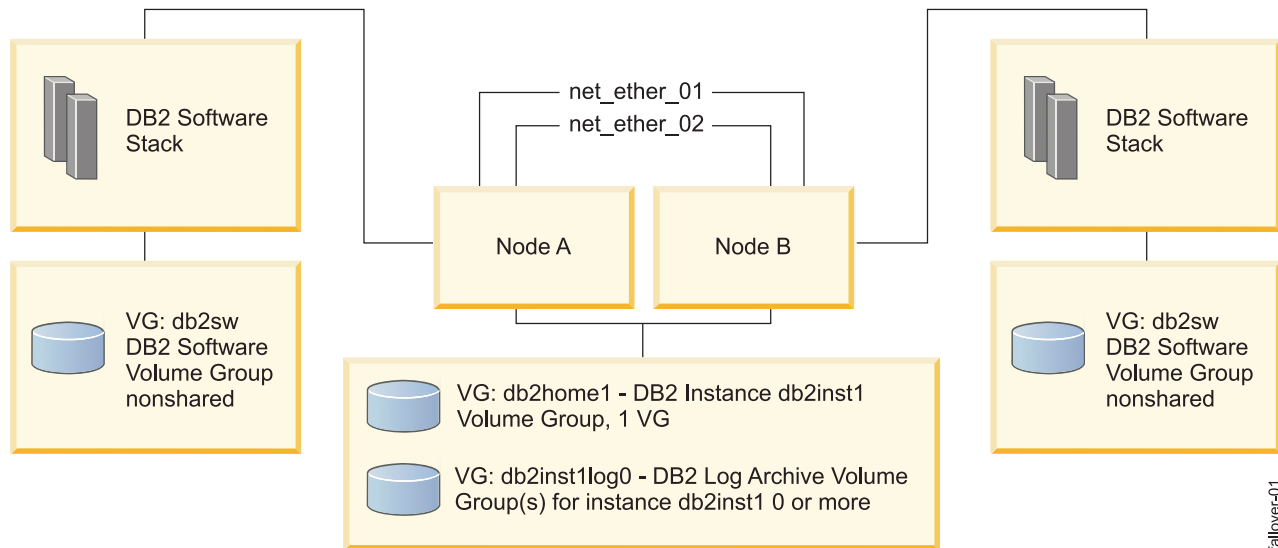 DB2 Software
Stack
net_ether_01
net_ether_02
DB2 Software
Stack
Node A
Node B
VG: db2sw
DB2 Software
Volume Group
nonshared
VG: db2sw
DB2 Software
Volume Group
nonshared
VG: db2home1 - DB2 Instance db2inst1
Volume Group, 1 VG
VG: db2inst1log0 - DB2 Log Archive Volume
Group(s) for instance db2inst1 0 or more
fallover-01